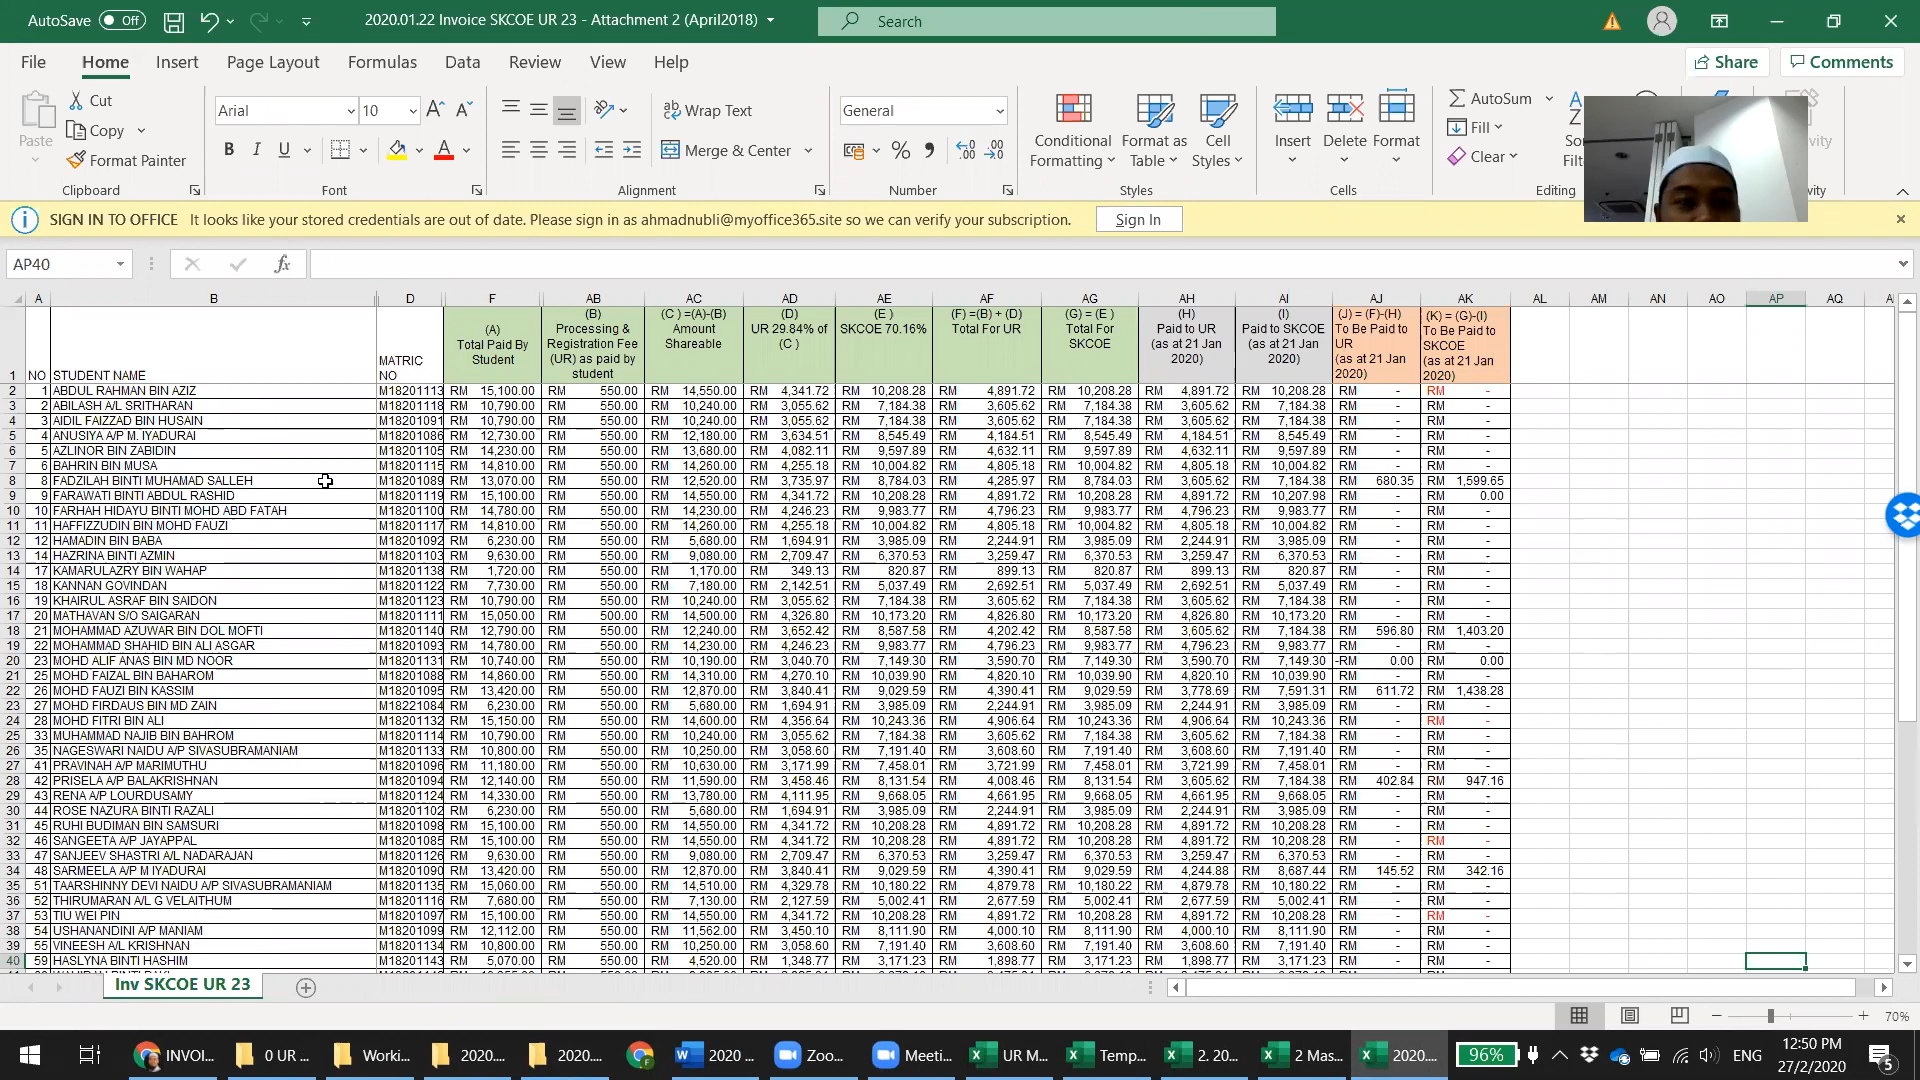 AutoSave Off 2020.01.22 Invoice SKCOE UR 23 - Attachment 2 (April2018) Search
File Home Insert Page Layout Formulas Data Review View Help Share Comments
Paste Cut Copy Format Painter Clipboard
Arial 10 B I U A Font
Wrap Text Merge & Center Alignment
General % Number
Conditional Formatting Format as Table Cell Styles Styles
Insert Delete Format Cells
AutoSum Fill Clear Editing
SIGN IN TO OFFICE It looks like your stored credentials are out of date. Please sign in as ahmadnubli@myoffice365.site so we can verify your subscription. Sign In
AP40 fx
A B D F AB AC AD AE AF AG AH AI AJ AK AL AM AN AO AP AQ
1 NO STUDENT NAME MATRIC NO (A) Total Paid By Student (B) Processing & Registration Fee (UR) as paid by student (C ) =(A)-(B) Amount Shareable (D) UR 29.84% of (C ) (E ) SKCOE 70.16% (F) =(B) + (D) Total For UR (G) = (E ) Total For SKCOE (H) Paid to UR (as at 21 Jan 2020) (I) Paid to SKCOE (as at 21 Jan 2020) (J) = (F)-(H) To Be Paid to UR (as at 21 Jan 2020) (K) = (G)-(I) To Be Paid to SKCOE (as at 21 Jan 2020)
2 1 ABDUL RAHMAN BIN AZIZ M18201113 RM 15,100.00 RM 550.00 RM 14,550.00 RM 4,341.72 RM 10,208.28 RM 4,891.72 RM 10,208.28 RM 4,891.72 RM 10,208.28 RM - RM -
3 2 ABILASH A/L SRITHARAN M18201118 RM 10,790.00 RM 550.00 RM 10,240.00 RM 3,055.62 RM 7,184.38 RM 3,605.62 RM 7,184.38 RM 3,605.62 RM 7,184.38 RM - RM -
4 3 AIDIL FAIZZAD BIN HUSAIN M18201091 RM 10,790.00 RM 550.00 RM 10,240.00 RM 3,055.62 RM 7,184.38 RM 3,605.62 RM 7,184.38 RM 3,605.62 RM 7,184.38 RM - RM -
5 4 ANUSIYA A/P M. IYADURAI M18201086 RM 12,730.00 RM 550.00 RM 12,180.00 RM 3,634.51 RM 8,545.49 RM 4,184.51 RM 8,545.49 RM 4,184.51 RM 8,545.49 RM - RM -
6 5 AZLINOR BIN ZABIDIN M18201105 RM 14,230.00 RM 550.00 RM 13,680.00 RM 4,082.11 RM 9,597.89 RM 4,632.11 RM 9,597.89 RM 4,632.11 RM 9,597.89 RM - RM -
7 6 BAHRIN BIN MUSA M18201115 RM 14,810.00 RM 550.00 RM 14,260.00 RM 4,255.18 RM 10,004.82 RM 4,805.18 RM 10,004.82 RM 4,805.18 RM 10,004.82 RM - RM -
8 8 FADZILAH BINTI MUHAMAD SALLEH M18201089 RM 13,070.00 RM 550.00 RM 12,520.00 RM 3,735.97 RM 8,784.03 RM 4,285.97 RM 8,784.03 RM 3,605.62 RM 7,184.38 RM 680.35 RM 1,599.65
9 9 FARAWATI BINTI ABDUL RASHID M18201119 RM 15,100.00 RM 550.00 RM 14,550.00 RM 4,341.72 RM 10,208.28 RM 4,891.72 RM 10,208.28 RM 4,891.72 RM 10,207.98 RM - RM 0.00
10 10 FARHAH HIDAYU BINTI MOHD ABD FATAH M18201100 RM 14,780.00 RM 550.00 RM 14,230.00 RM 4,246.23 RM 9,983.77 RM 4,796.23 RM 9,983.77 RM 4,796.23 RM 9,983.77 RM - RM -
11 11 HAFFIZZUDIN BIN MOHD FAUZI M18201117 RM 14,810.00 RM 550.00 RM 14,260.00 RM 4,255.18 RM 10,004.82 RM 4,805.18 RM 10,004.82 RM 4,805.18 RM 10,004.82 RM - RM -
12 12 HAMADIN BIN BABA M18201092 RM 6,230.00 RM 550.00 RM 5,680.00 RM 1,694.91 RM 3,985.09 RM 2,244.91 RM 3,985.09 RM 2,244.91 RM 3,985.09 RM - RM -
13 14 HAZRINA BINTI AZMIN M18201103 RM 9,630.00 RM 550.00 RM 9,080.00 RM 2,709.47 RM 6,370.53 RM 3,259.47 RM 6,370.53 RM 3,259.47 RM 6,370.53 RM - RM -
14 17 KAMARULAZRY BIN WAHAP M18201138 RM 1,720.00 RM 550.00 RM 1,170.00 RM 349.13 RM 820.87 RM 899.13 RM 820.87 RM 899.13 RM 820.87 RM - RM -
15 18 KANNAN GOVINDAN M18201122 RM 7,730.00 RM 550.00 RM 7,180.00 RM 2,142.51 RM 5,037.49 RM 2,692.51 RM 5,037.49 RM 2,692.51 RM 5,037.49 RM - RM -
16 19 KHAIRUL ASRAF BIN SAIDON M18201123 RM 10,790.00 RM 550.00 RM 10,240.00 RM 3,055.62 RM 7,184.38 RM 3,605.62 RM 7,184.38 RM 3,605.62 RM 7,184.38 RM - RM -
17 20 MATHAVAN S/O SAIGARAN M18201111 RM 15,050.00 RM 500.00 RM 14,500.00 RM 4,326.80 RM 10,173.20 RM 4,826.80 RM 10,173.20 RM 4,826.80 RM 10,173.20 RM - RM -
18 21 MOHAMMAD AZUWAR BIN DOL MOFTI M18201140 RM 12,790.00 RM 550.00 RM 12,240.00 RM 3,652.42 RM 8,587.58 RM 4,202.42 RM 8,587.58 RM 3,605.62 RM 7,184.38 RM 596.80 RM 1,403.20
19 22 MOHAMMAD SHAHID BIN ALI ASGAR M18201093 RM 14,780.00 RM 550.00 RM 14,230.00 RM 4,246.23 RM 9,983.77 RM 4,796.23 RM 9,983.77 RM 4,796.23 RM 9,983.77 RM - RM -
20 23 MOHD ALIF ANAS BIN MD NOOR M18201131 RM 10,740.00 RM 550.00 RM 10,190.00 RM 3,040.70 RM 7,149.30 RM 3,590.70 RM 7,149.30 RM 3,590.70 RM 7,149.30 -RM 0.00 RM 0.00
21 25 MOHD FAIZAL BIN BAHAROM M18201088 RM 14,860.00 RM 550.00 RM 14,310.00 RM 4,270.10 RM 10,039.90 RM 4,820.10 RM 10,039.90 RM 4,820.10 RM 10,039.90 RM - RM -
22 26 MOHD FAUZI BIN KASSIM M18201095 RM 13,420.00 RM 550.00 RM 12,870.00 RM 3,840.41 RM 9,029.59 RM 4,390.41 RM 9,029.59 RM 3,778.69 RM 7,591.31 RM 611.72 RM 1,438.28
23 27 MOHD FIRDAUS BIN MD ZAIN M18221084 RM 6,230.00 RM 550.00 RM 5,680.00 RM 1,694.91 RM 3,985.09 RM 2,244.91 RM 3,985.09 RM 2,244.91 RM 3,985.09 RM - RM -
24 28 MOHD FITRI BIN ALI M18201132 RM 15,150.00 RM 550.00 RM 14,600.00 RM 4,356.64 RM 10,243.36 RM 4,906.64 RM 10,243.36 RM 4,906.64 RM 10,243.36 RM - RM -
25 33 MUHAMMAD NAJIB BIN BAHROM M18201114 RM 10,790.00 RM 550.00 RM 10,240.00 RM 3,055.62 RM 7,184.38 RM 3,605.62 RM 7,184.38 RM 3,605.62 RM 7,184.38 RM - RM -
26 35 NAGESWARI NAIDU A/P SIVASUBRAMANIAM M18201133 RM 10,800.00 RM 550.00 RM 10,250.00 RM 3,058.60 RM 7,191.40 RM 3,608.60 RM 7,191.40 RM 3,608.60 RM 7,191.40 RM - RM -
27 41 PRAVINAH A/P MARIMUTHU M18201096 RM 11,180.00 RM 550.00 RM 10,630.00 RM 3,171.99 RM 7,458.01 RM 3,721.99 RM 7,458.01 RM 3,721.99 RM 7,458.01 RM - RM -
28 42 PRISELA A/P BALAKRISHNAN M18201094 RM 12,140.00 RM 550.00 RM 11,590.00 RM 3,458.46 RM 8,131.54 RM 4,008.46 RM 8,131.54 RM 3,605.62 RM 7,184.38 RM 402.84 RM 947.16
29 43 RENA A/P LOURDUSAMY M18201124 RM 14,330.00 RM 550.00 RM 13,780.00 RM 4,111.95 RM 9,668.05 RM 4,661.95 RM 9,668.05 RM 4,661.95 RM 9,668.05 RM - RM -
30 44 ROSE NAZURA BINTI RAZALI M18201102 RM 6,230.00 RM 550.00 RM 5,680.00 RM 1,694.91 RM 3,985.09 RM 2,244.91 RM 3,985.09 RM 2,244.91 RM 3,985.09 RM - RM -
31 45 RUHI BUDIMAN BIN SAMSURI M18201098 RM 15,100.00 RM 550.00 RM 14,550.00 RM 4,341.72 RM 10,208.28 RM 4,891.72 RM 10,208.28 RM 4,891.72 RM 10,208.28 RM - RM -
32 46 SANGEETA A/P JAYAPPAL M18201085 RM 15,100.00 RM 550.00 RM 14,550.00 RM 4,341.72 RM 10,208.28 RM 4,891.72 RM 10,208.28 RM 4,891.72 RM 10,208.28 RM - RM -
33 47 SANJEEV SHASTRI A/L NADARAJAN M18201126 RM 9,630.00 RM 550.00 RM 9,080.00 RM 2,709.47 RM 6,370.53 RM 3,259.47 RM 6,370.53 RM 3,259.47 RM 6,370.53 RM - RM -
34 48 SARMEELA A/P M IYADURAI M18201090 RM 13,420.00 RM 550.00 RM 12,870.00 RM 3,840.41 RM 9,029.59 RM 4,390.41 RM 9,029.59 RM 4,244.88 RM 8,687.44 RM 145.52 RM 342.16
35 51 TAARSHINNY DEVI NAIDU A/P SIVASUBRAMANIAM M18201135 RM 15,060.00 RM 550.00 RM 14,510.00 RM 4,329.78 RM 10,180.22 RM 4,879.78 RM 10,180.22 RM 4,879.78 RM 10,180.22 RM - RM -
36 52 THIRUMARAN A/L G VELAITHUM M18201116 RM 7,680.00 RM 550.00 RM 7,130.00 RM 2,127.59 RM 5,002.41 RM 2,677.59 RM 5,002.41 RM 2,677.59 RM 5,002.41 RM - RM -
37 53 TIU WEI PIN M18201097 RM 15,100.00 RM 550.00 RM 14,550.00 RM 4,341.72 RM 10,208.28 RM 4,891.72 RM 10,208.28 RM 4,891.72 RM 10,208.28 RM - RM -
38 54 USHANANDINI A/P MANIAM M18201099 RM 12,112.00 RM 550.00 RM 11,562.00 RM 3,450.10 RM 8,111.90 RM 4,000.10 RM 8,111.90 RM 4,000.10 RM 8,111.90 RM - RM -
39 55 VINEESH A/L KRISHNAN M18201134 RM 10,800.00 RM 550.00 RM 10,250.00 RM 3,058.60 RM 7,191.40 RM 3,608.60 RM 7,191.40 RM 3,608.60 RM 7,191.40 RM - RM -
40 59 HASLYNA BINTI HASHIM M18201143 RM 5,070.00 RM 550.00 RM 4,520.00 RM 1,348.77 RM 3,171.23 RM 1,898.77 RM 3,171.23 RM 1,898.77 RM 3,171.23 RM - RM -
Inv SKCOE UR 23
70%
INVOI... 0 UR ... Worki... 2020.... 2020.... 2020 ... Zoo... Meeti... UR M... Temp... 2. 20... 2 Mas... 2020.... 96% ENG 12:50 PM 27/2/2020 5